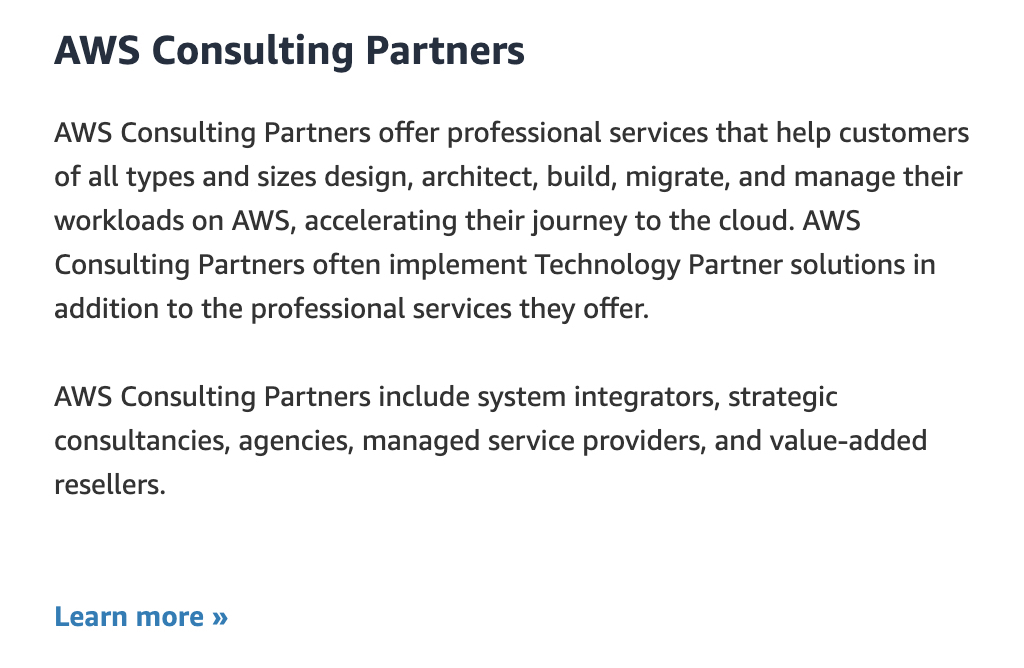 AWS Consulting Partners
AWS Consulting Partners offer professional services that help customers
of all types and sizes design, architect, build, migrate, and manage their
workloads on AWS, accelerating their journey to the cloud. AWS
Consulting Partners often implement Technology Partner solutions in
addition to the professional services they offer.
AWS Consulting Partners include system integrators, strategic
consultancies, agencies, managed service providers, and value-added
resellers.
Learn more »